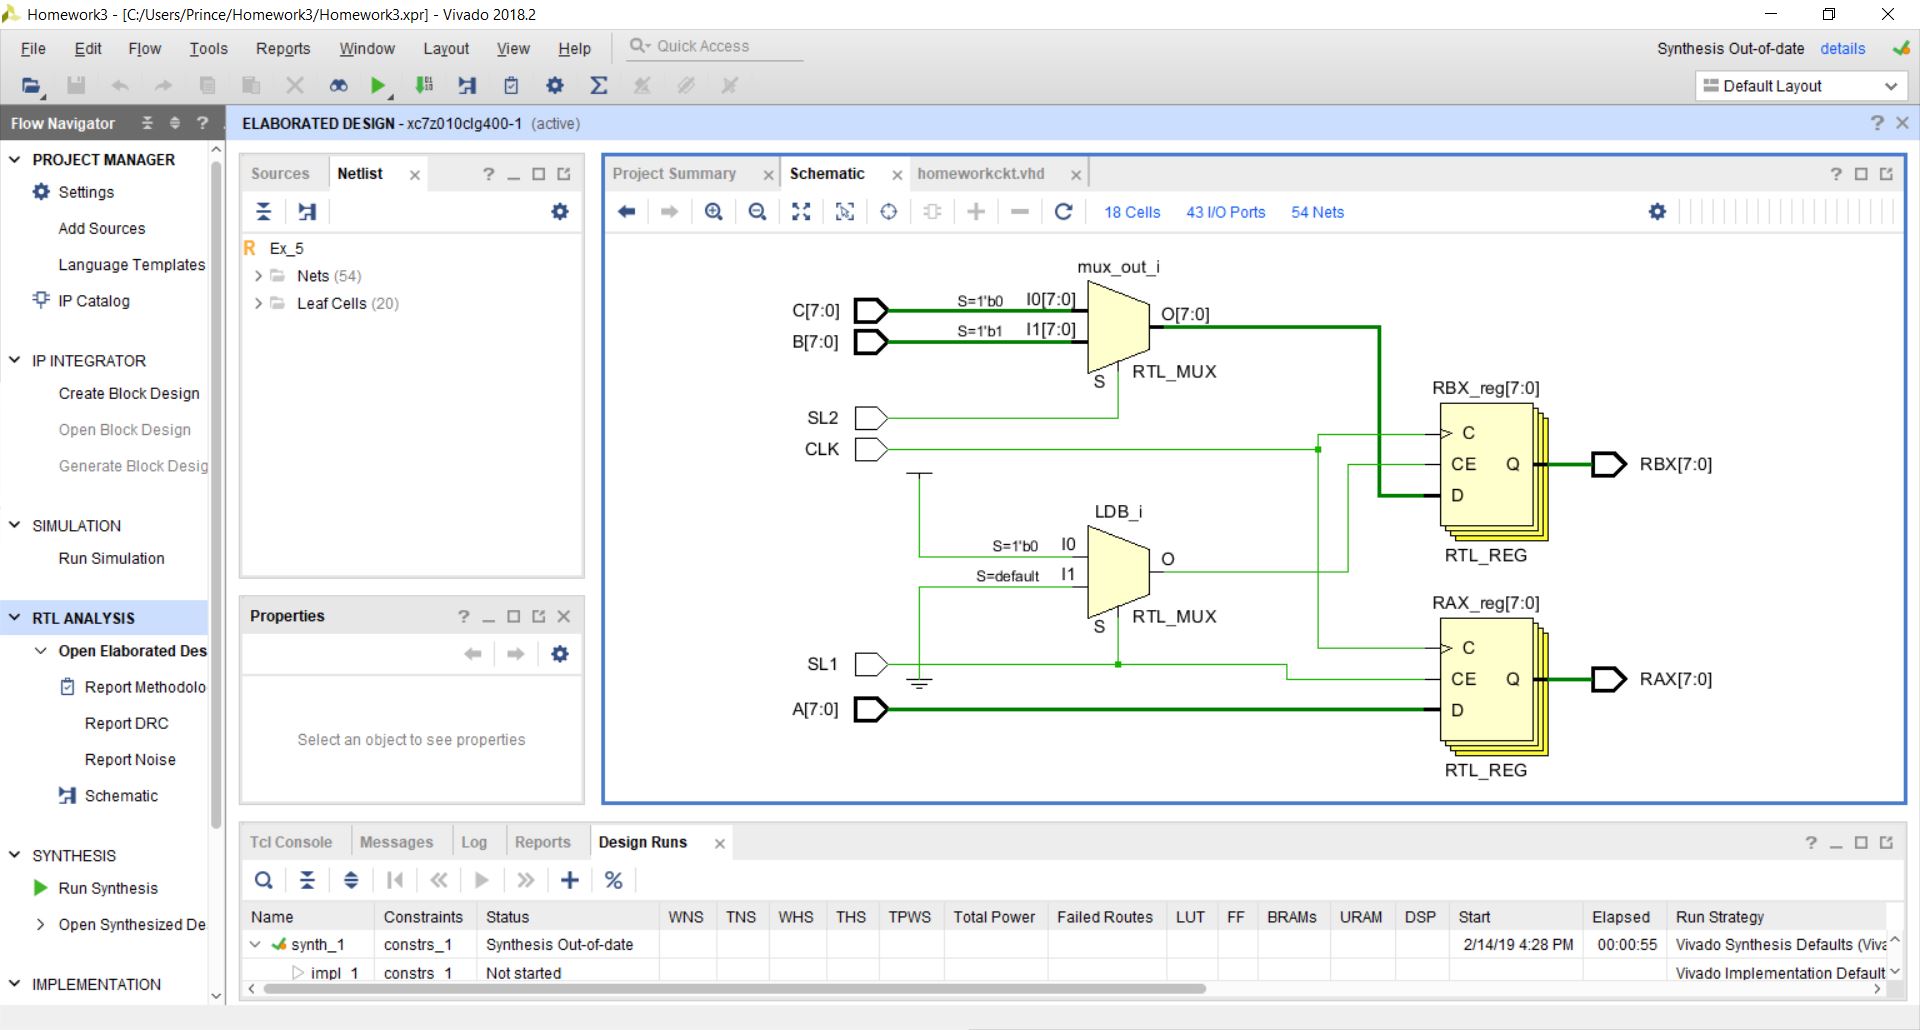 Homework3 - [C:/Users/Prince/Homework3/Homework3.xpr] - Vivado 2018.2
File Edit Flow Tools Reports Window Layout View Help Quick Access
Synthesis Out-of-date details
Default Layout
Flow Navigator ?
ELABORATED DESIGN - xc7z010clg400-1 (active) ?
PROJECT MANAGER
Settings
Add Sources
Language Templates
IP Catalog
IP INTEGRATOR
Create Block Design
Open Block Design
Generate Block Desig
SIMULATION
Run Simulation
RTL ANALYSIS
Open Elaborated Des
Report Methodolo
Report DRC
Report Noise
Schematic
SYNTHESIS
Run Synthesis
Open Synthesized De
IMPLEMENTATION
Sources Netlist ?
R Ex_5
Nets (54)
Leaf Cells (20)
Properties ?
Select an object to see properties
Project Summary Schematic homeworkckt.vhd ?
18 Cells 43 I/O Ports 54 Nets
mux_out_i
C[7:0] S=1'b0 I0[7:0]
O[7:0]
B[7:0] S=1'b1 I1[7:0]
S RTL_MUX
SL2
CLK
RBX_reg[7:0]
C
CE Q RBX[7:0]
D
RTL_REG
LDB_i
S=1'b0 I0
O
S=default I1
S RTL_MUX
SL1
A[7:0]
RAX_reg[7:0]
C
CE Q RAX[7:0]
D
RTL_REG
Tcl Console Messages Log Reports Design Runs ?
Name Constraints Status WNS TNS WHS THS TPWS Total Power Failed Routes LUT FF BRAMs URAM DSP Start Elapsed Run Strategy
synth_1 constrs_1 Synthesis Out-of-date 2/14/19 4:28 PM 00:00:55 Vivado Synthesis Defaults (Viva
impl_1 constrs_1 Not started Vivado Implementation Default